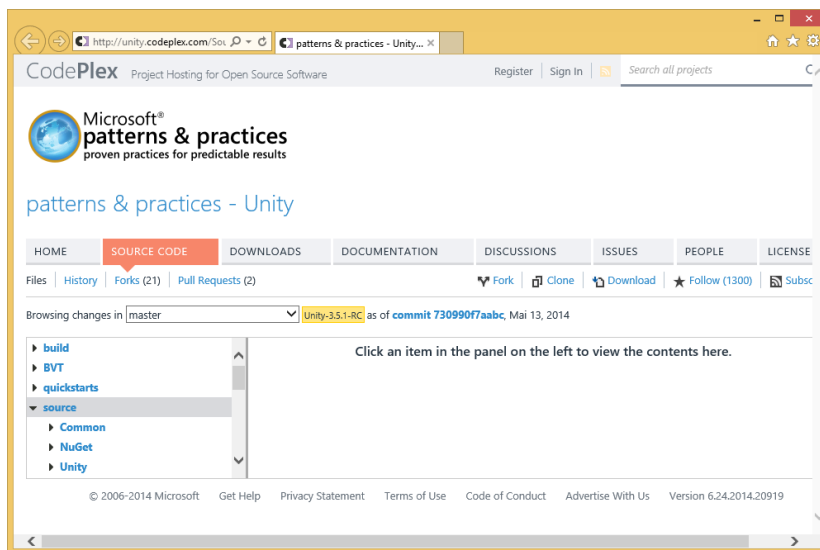 http://unity.codeplex.com/Sou
patterns & practices - Unity...
CodePlex Project Hosting for Open Source Software
Register Sign In Search all projects
Microsoft®
patterns & practices
proven practices for predictable results
patterns & practices - Unity
HOME SOURCE CODE DOWNLOADS DOCUMENTATION DISCUSSIONS ISSUES PEOPLE LICENSE
Files History Forks (21) Pull Requests (2) Fork Clone Download Follow (1300) Subsc
Browsing changes in master Unity-3.5.1-RC as of commit 730990f7aabc, Mai 13, 2014
build
BVT
quickstarts
source
Common
NuGet
Unity
Click an item in the panel on the left to view the contents here.
© 2006-2014 Microsoft Get Help Privacy Statement Terms of Use Code of Conduct Advertise With Us Version 6.24.2014.20919